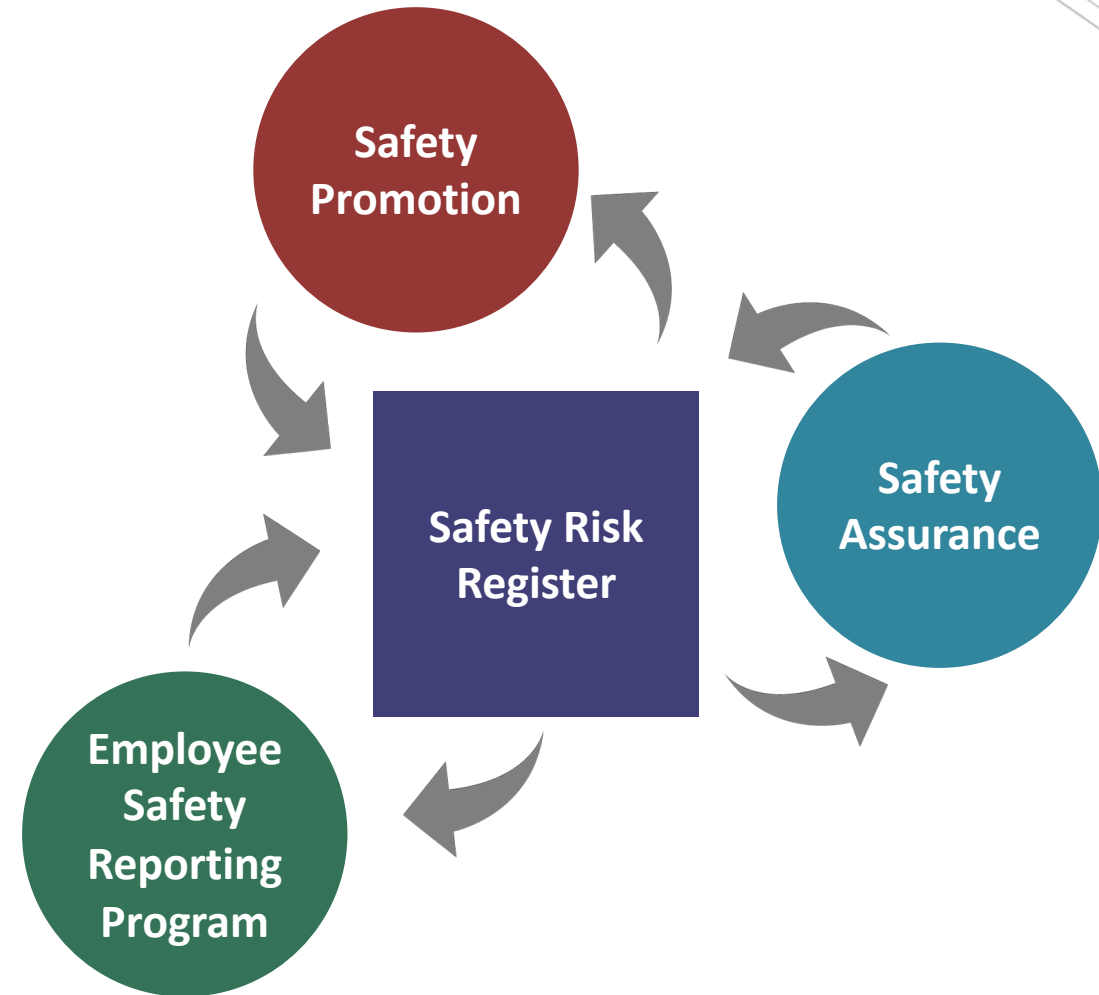 Safety
Promotion
Safety Risk
Register
Safety
Assurance
Employee
Safety
Reporting
Program